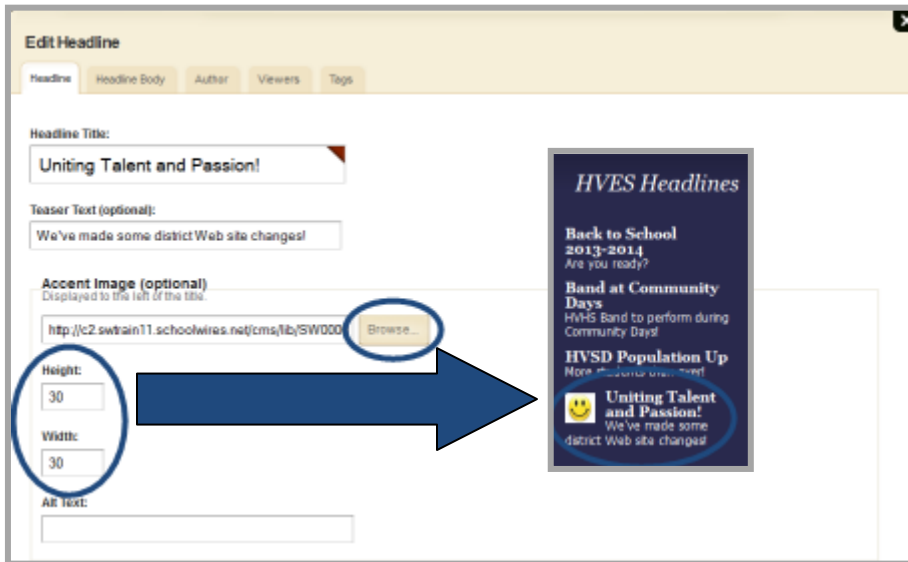 Edit Headline
Headline Headline Body Author Viewers Tags
Headline Title:
Uniting Talent and Passion!
Teaser Text (optional):
We've made some district Web site changes!
Accent Image (optional)
Displayed to the left of the title.
http://c2.swtrain11.schoolwires.net/cms/lib/SW000 Browse...
Height:
30
Width:
30
Alt Text:
HVES Headlines
Back to School
2013-2014
Are you ready?
Band at Community
Days
HVHS Band to perform during
Community Days!
HVSD Population Up
More students than ever!
Uniting Talent
and Passion!
We've made some
district Web site changes!